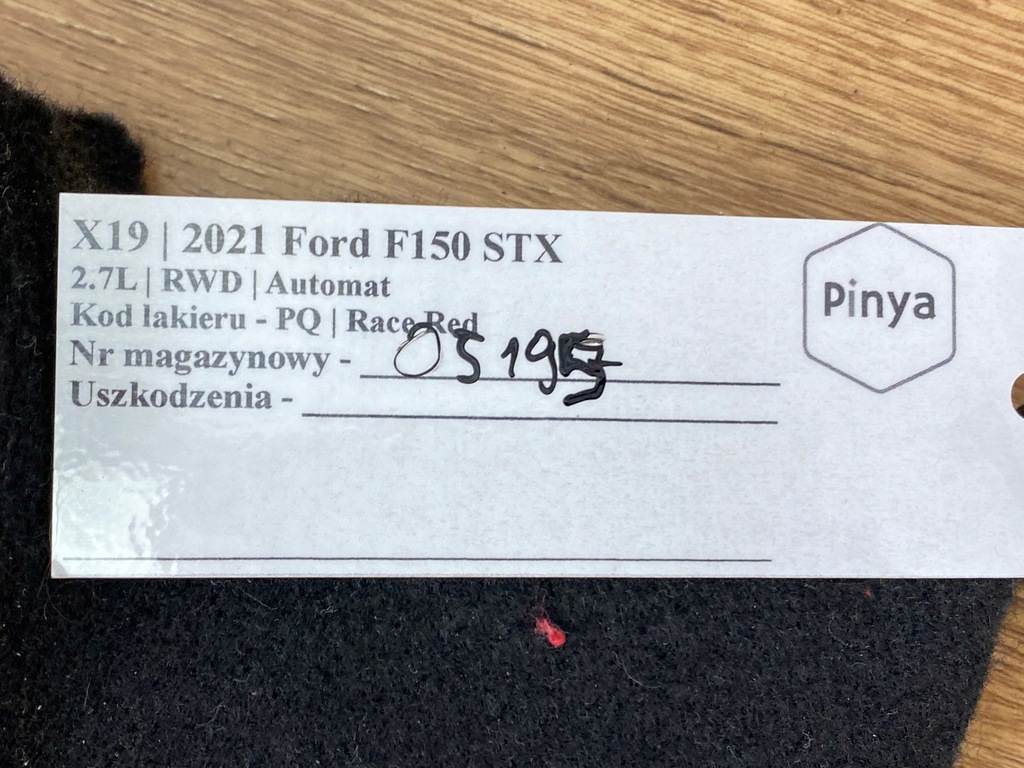 X19 | 2021 Ford F150 STX
2.7L | RWD | Automat
Kod lakieru - PQ | Race Red
Nr magazynowy -
Uszkodzenia -
Pinya